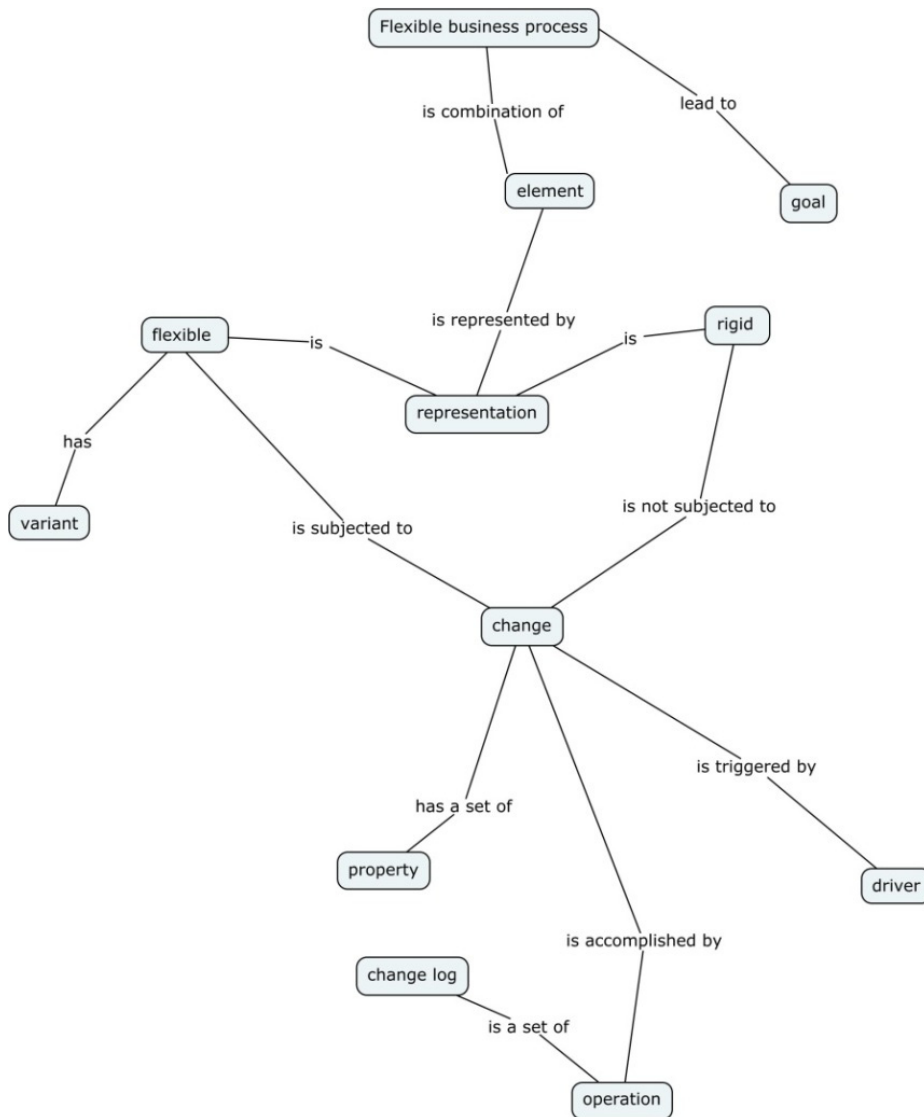 Flexible business process
lead to
is combination of
element
goal
is represented by
rigid
flexible
is
is
representation
has
variant
is subjected to
is not subjected to
change
is triggered by
has a set of
property
driver
is accomplished by
change log
is a set of
operation